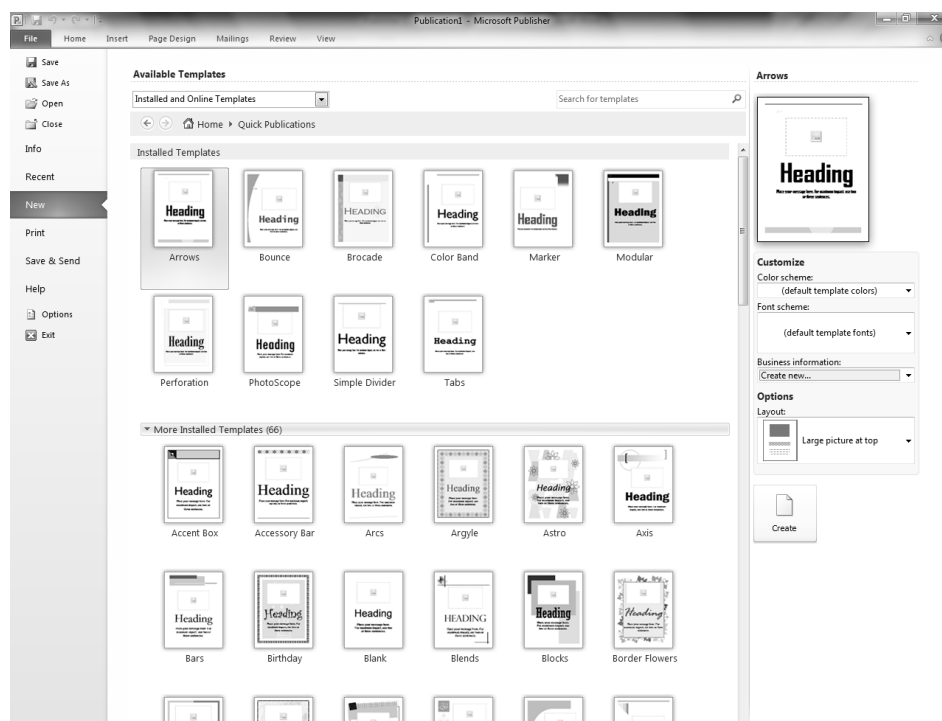 Publication1 - Microsoft Publisher
File Home Insert Page Design Mailings Review View
Save
Save As
Open
Close
Info
Recent
New
Print
Save & Send
Help
Options
Exit
Available Templates
Installed and Online Templates
Search for templates
Home Quick Publications
Installed Templates
Heading Heading HEADING Heading Heading Heading
Arrows Bounce Brocade Color Band Marker Modular
Heading Heading Heading Heading
Perforation PhotoScope Simple Divider Tabs
More Installed Templates (66)
Heading Heading Heading Heading Heading Heading
Accent Box Accessory Bar Arcs Argyle Astro Axis
Heading Heading Heading HEADING Heading Heading
Bars Birthday Blank Blends Blocks Border Flowers
Arrows
Heading
Customize
Color scheme:
(default template colors)
Font scheme:
(default template fonts)
Business information:
Create new...
Options
Layout:
Large picture at top
Create